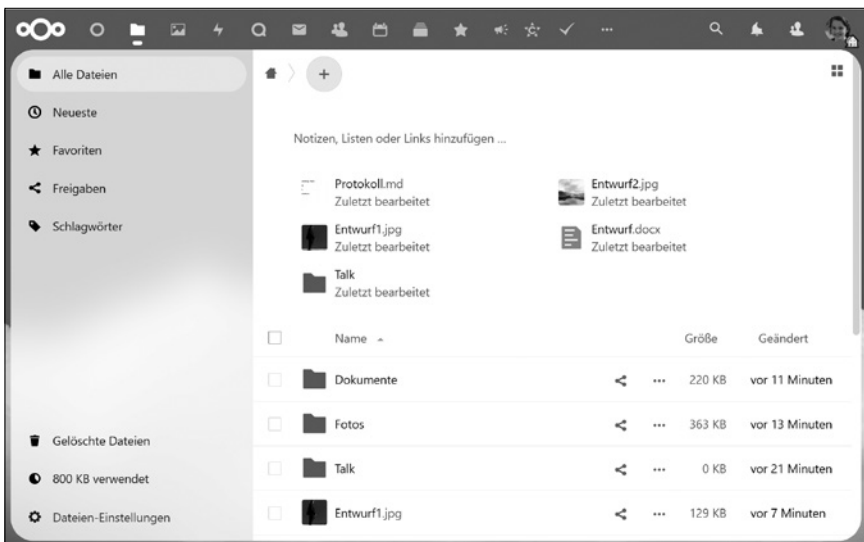 Alle Dateien
Neueste
Favoriten
Freigaben
Schlagwörter
Gelöschte Dateien
800 KB verwendet
Dateien-Einstellungen
Notizen, Listen oder Links hinzufügen ...
Protokoll.md
Zuletzt bearbeitet
Entwurf2.jpg
Zuletzt bearbeitet
Entwurf1.jpg
Zuletzt bearbeitet
Entwurf.docx
Zuletzt bearbeitet
Talk
Zuletzt bearbeitet
Name Größe Geändert
Dokumente 220 KB vor 11 Minuten
Fotos 363 KB vor 13 Minuten
Talk 0 KB vor 21 Minuten
Entwurf1.jpg 129 KB vor 7 Minuten